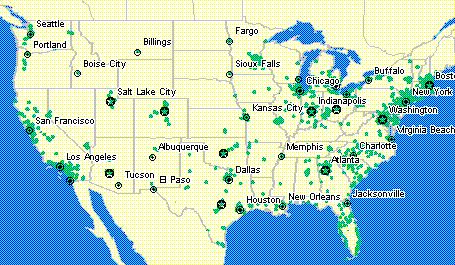 Seattle
Fargo
Portland
Billings
Boise City
Sioux Falls
Buffalo
Bost
Chicago
Salt Lake City
New York
Indianapolis
Kansas City
Washington
San Francisco
Virginia Beach
Albuquerque
Memphis
Charlotte
Los Angeles
Atlanta
Tucson
El Paso
Dallas
Houston
New Orleans
Jacksonville